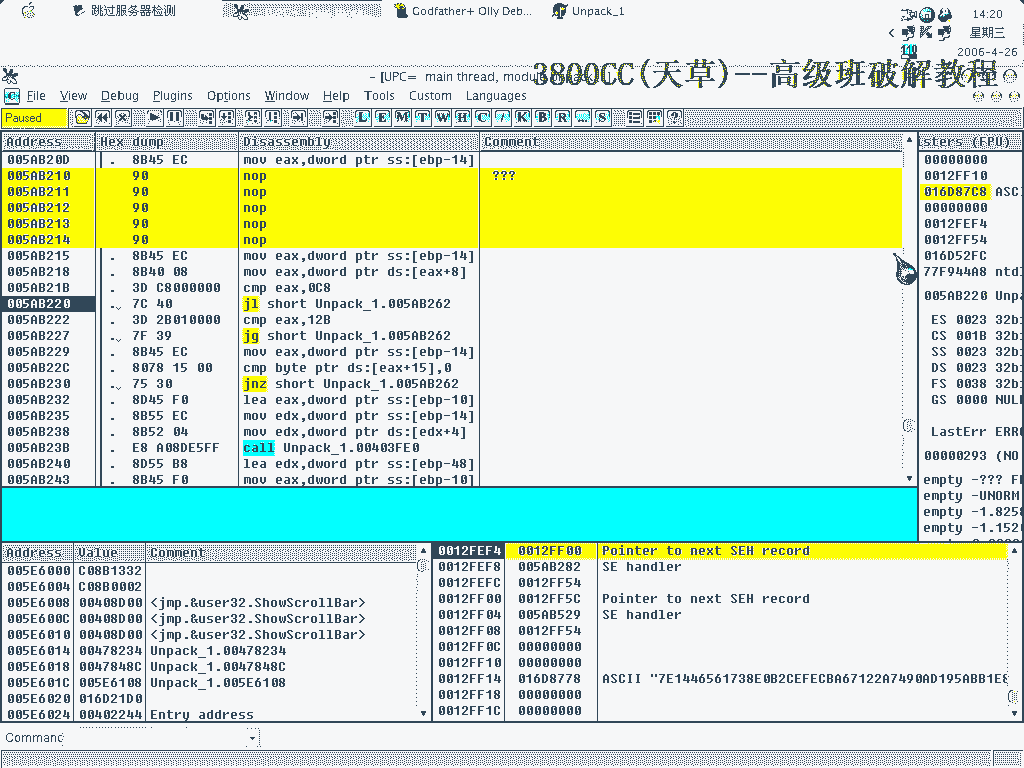 跳过服务器检测
Godfather+ Olly Deb...
Unpack_1
14:20
星期三
2006-4-26
- [UPC= main thread, modul
3800CC(天草)--高级班破解教程
File View Debug Plugins Options Window Help Tools Custom Languages
Paused
L E M T W H C / K B R ... S
Address Hex dump Disassembly Comment
005AB20D . 8B45 EC mov eax,dword ptr ss:[ebp-14]
005AB210 90 nop ???
005AB211 90 nop
005AB212 90 nop
005AB213 90 nop
005AB214 90 nop
005AB215 . 8B45 EC mov eax,dword ptr ss:[ebp-14]
005AB218 . 8B40 08 mov eax,dword ptr ds:[eax+8]
005AB21B . 3D C8000000 cmp eax,0C8
005AB220 . 7C 40 jl short Unpack_1.005AB262
005AB222 . 3D 2B010000 cmp eax,12B
005AB227 . 7F 39 jg short Unpack_1.005AB262
005AB229 . 8B45 EC mov eax,dword ptr ss:[ebp-14]
005AB22C . 8078 15 00 cmp byte ptr ds:[eax+15],0
005AB230 . 75 30 jnz short Unpack_1.005AB262
005AB232 . 8D45 F0 lea eax,dword ptr ss:[ebp-10]
005AB235 . 8B55 EC mov edx,dword ptr ss:[ebp-14]
005AB238 . 8B52 04 mov edx,dword ptr ds:[edx+4]
005AB23B . E8 A08DE5FF call Unpack_1.00403FE0
005AB240 . 8D55 B8 lea edx,dword ptr ss:[ebp-48]
005AB243 . 8B45 F0 mov eax,dword ptr ss:[ebp-10]
sters (FPU)
00000000
0012FF10
016D87C8 ASCI
00000000
0012FEF4
0012FF54
016D52FC
77F944A8 ntdl
005AB220 Unpa
ES 0023 32bi
CS 001B 32bi
SS 0023 32bi
DS 0023 32bi
FS 0038 32bi
GS 0000 NULL
LastErr ERRO
00000293 (NO
empty -??? FF
empty -UNORM
empty -1.8258
empty -1.1520
Address Value Comment
005E6000 C08B1332
005E6004 C08B0002
005E6008 00408D00 <jmp.&user32.ShowScrollBar>
005E600C 00408D00 <jmp.&user32.ShowScrollBar>
005E6010 00408D00 <jmp.&user32.ShowScrollBar>
005E6014 00478234 Unpack_1.00478234
005E6018 0047848C Unpack_1.0047848C
005E601C 005E6108 Unpack_1.005E6108
005E6020 016D21D0
005E6024 00402244 Entry address
0012FEF4 0012FF00 Pointer to next SEH record
0012FEF8 005AB282 SE handler
0012FEFC 0012FF54
0012FF00 0012FF5C Pointer to next SEH record
0012FF04 005AB529 SE handler
0012FF08 0012FF54
0012FF0C 00000000
0012FF10 00000000
0012FF14 016D8778 ASCII "7E1446561738E0B2CEFECBA67122A7490AD195ABB1E8
0012FF18 00000000
0012FF1C 00000000
Command